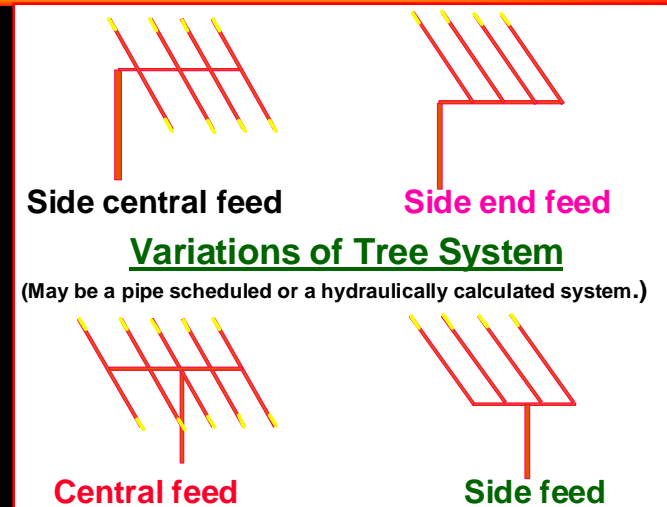 Side central feed
Side end feed
Variations of Tree System
(May be a pipe scheduled or a hydraulically calculated system.)
Central feed
Side feed